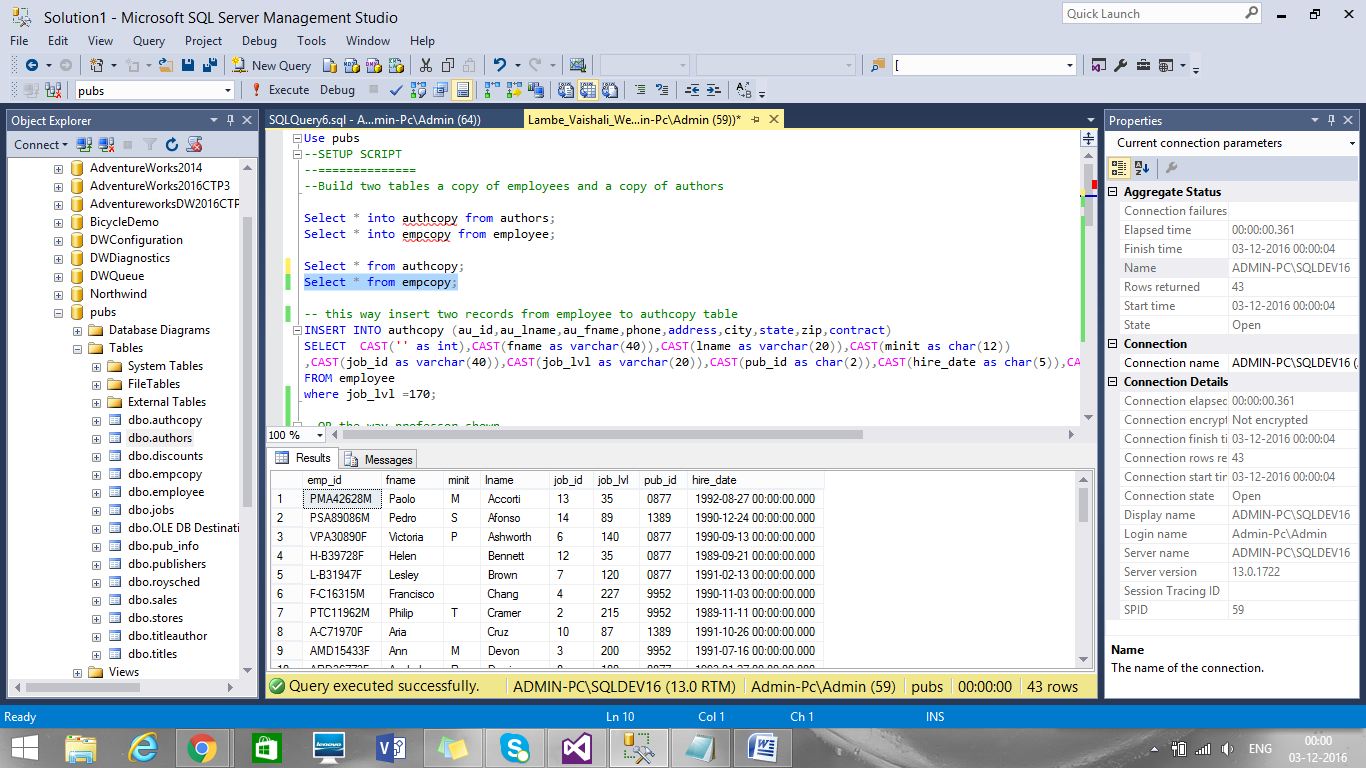 Solution1 - Microsoft SQL Server Management Studio
Quick Launch
File Edit View Query Project Debug Tools Window Help
New Query
[
pubs
Execute Debug
Object Explorer
Connect
AdventureWorks2014
AdventureWorks2016CTP3
AdventureworksDW2016CTP
BicycleDemo
DWConfiguration
DWDiagnostics
DWQueue
Northwind
pubs
Database Diagrams
Tables
System Tables
FileTables
External Tables
dbo.authcopy
dbo.authors
dbo.discounts
dbo.empcopy
dbo.employee
dbo.jobs
dbo.OLE DB Destinati
dbo.pub_info
dbo.publishers
dbo.roysched
dbo.sales
dbo.stores
dbo.titleauthor
dbo.titles
Views
SQLQuery6.sql - A...min-Pc\Admin (64))
Lambe_Vaishali_We...in-Pc\Admin (59))*
Use pubs
--SETUP SCRIPT
--===============
--Build two tables a copy of employees and a copy of authors
Select * into authcopy from authors;
Select * into empcopy from employee;
Select * from authcopy;
Select * from empcopy;
-- this way insert two records from employee to authcopy table
INSERT INTO authcopy (au_id,au_lname,au_fname,phone,address,city,state,zip,contract)
SELECT  CAST('' as int),CAST(fname as varchar(40)),CAST(lname as varchar(20)),CAST(minit as char(12))
,CAST(job_id as varchar(40)),CAST(job_lvl as varchar(20)),CAST(pub_id as char(2)),CAST(hire_date as char(5)),CA
FROM employee
where job_lvl =170;
OR the way professor shown
100 %
Results Messages
emp_id fname minit lname job_id job_lvl pub_id hire_date
1 PMA42628M Paolo M Accorti 13 35 0877 1992-08-27 00:00:00.000
2 PSA89086M Pedro S Afonso 14 89 1389 1990-12-24 00:00:00.000
3 VPA30890F Victoria P Ashworth 6 140 0877 1990-09-13 00:00:00.000
4 H-B39728F Helen Bennett 12 35 0877 1989-09-21 00:00:00.000
5 L-B31947F Lesley Brown 7 120 0877 1991-02-13 00:00:00.000
6 F-C16315M Francisco Chang 4 227 9952 1990-11-03 00:00:00.000
7 PTC11962M Philip T Cramer 2 215 9952 1989-11-11 00:00:00.000
8 A-C71970F Aria Cruz 10 87 1389 1991-10-26 00:00:00.000
9 AMD15433F Ann M Devon 3 200 9952 1991-07-16 00:00:00.000
Query executed successfully. ADMIN-PC\SQLDEV16 (13.0 RTM) Admin-Pc\Admin (59) pubs 00:00:00 43 rows
Properties
Current connection parameters
Aggregate Status
Connection failures
Elapsed time 00:00:00.361
Finish time 03-12-2016 00:00:04
Name ADMIN-PC\SQLDEV16
Rows returned 43
Start time 03-12-2016 00:00:04
State Open
Connection
Connection name ADMIN-PC\SQLDEV16 (
Connection Details
Connection elapsed 00:00:00.361
Connection encrypt Not encrypted
Connection finish ti 03-12-2016 00:00:04
Connection rows re 43
Connection start tin 03-12-2016 00:00:04
Connection state Open
Display name ADMIN-PC\SQLDEV16
Login name Admin-Pc\Admin
Server name ADMIN-PC\SQLDEV16
Server version 13.0.1722
Session Tracing ID
SPID 59
Name
The name of the connection.
Ready Ln 10 Col 1 Ch 1 INS
lenovo
ENG
00:00
03-12-2016